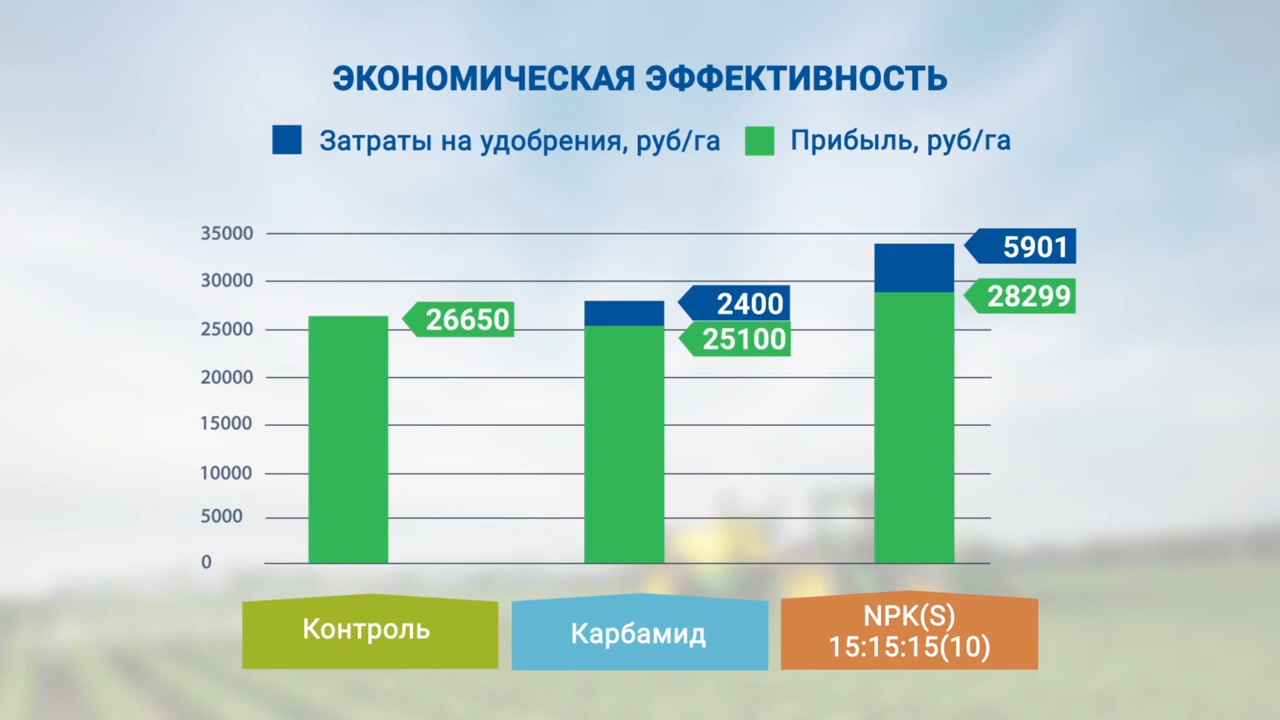 ЭКОНОМИЧЕСКАЯ ЭФФЕКТИВНОСТЬ
Затраты на удобрения, руб/га Прибыль, руб/га
35000
30000
25000
20000
15000
10000
5000
0
26650
2400
25100
5901
28299
Контроль
Карбамид
NPK(S)
15:15:15(10)